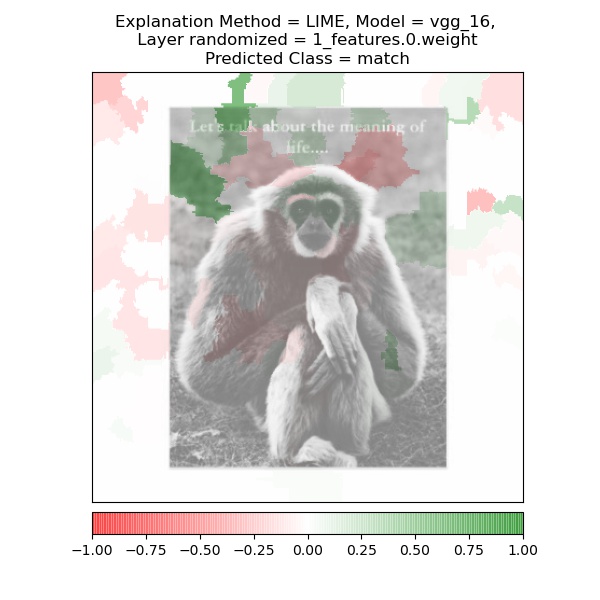 Explanation Method = LIME, Model = vgg_16,
Layer randomized = 1_features.0.weight
Predicted Class = match
Let's talk about the meaning of
life....
−1.00 −0.75 −0.50 −0.25 0.00 0.25 0.50 0.75 1.00